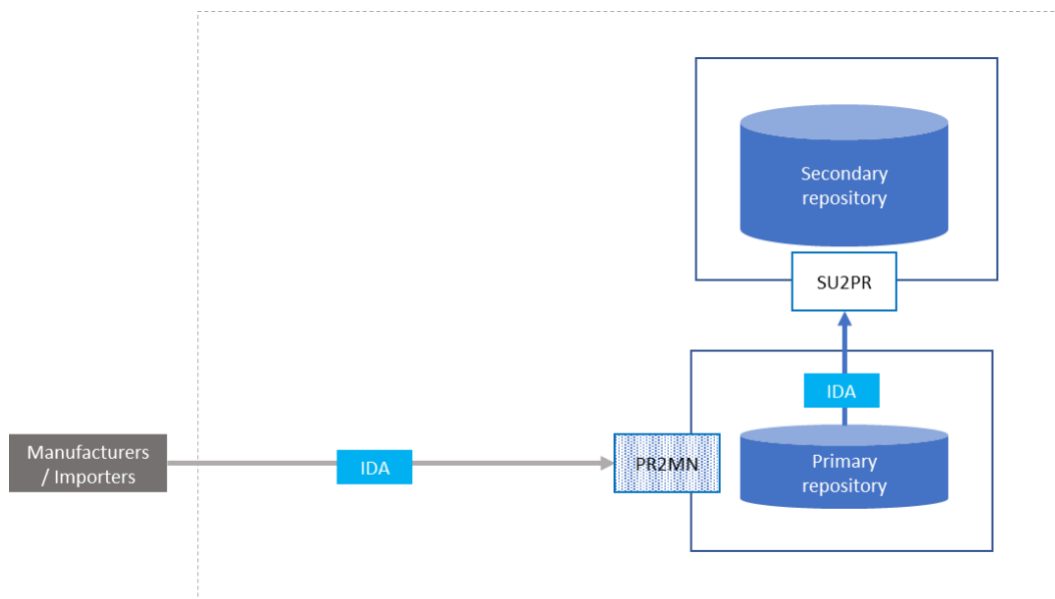 Secondary
repository
SU2PR
IDA
Manufacturers
/ Importers
IDA
PR2MN
Primary
repository